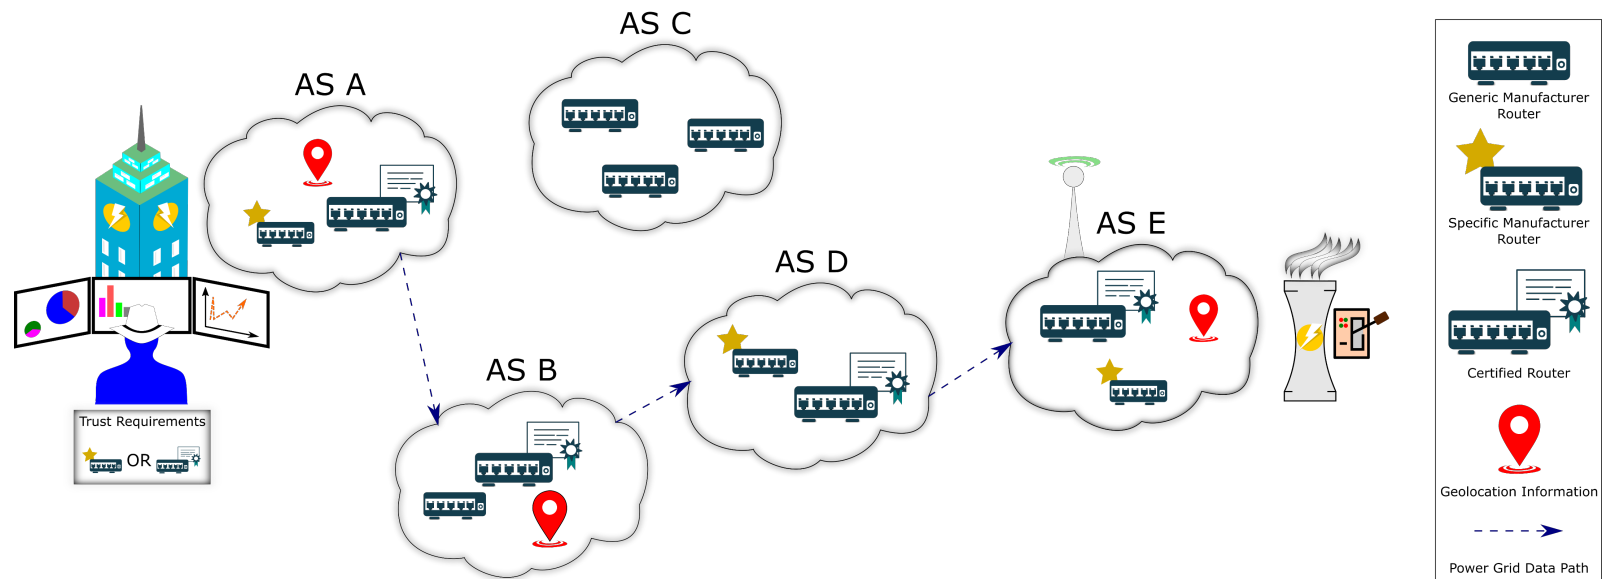 AS A
AS C
AS B
AS D
AS E
Trust Requirements
OR
Generic Manufacturer
Router
Specific Manufacturer
Router
Certified Router
Geolocation Information
Power Grid Data Path